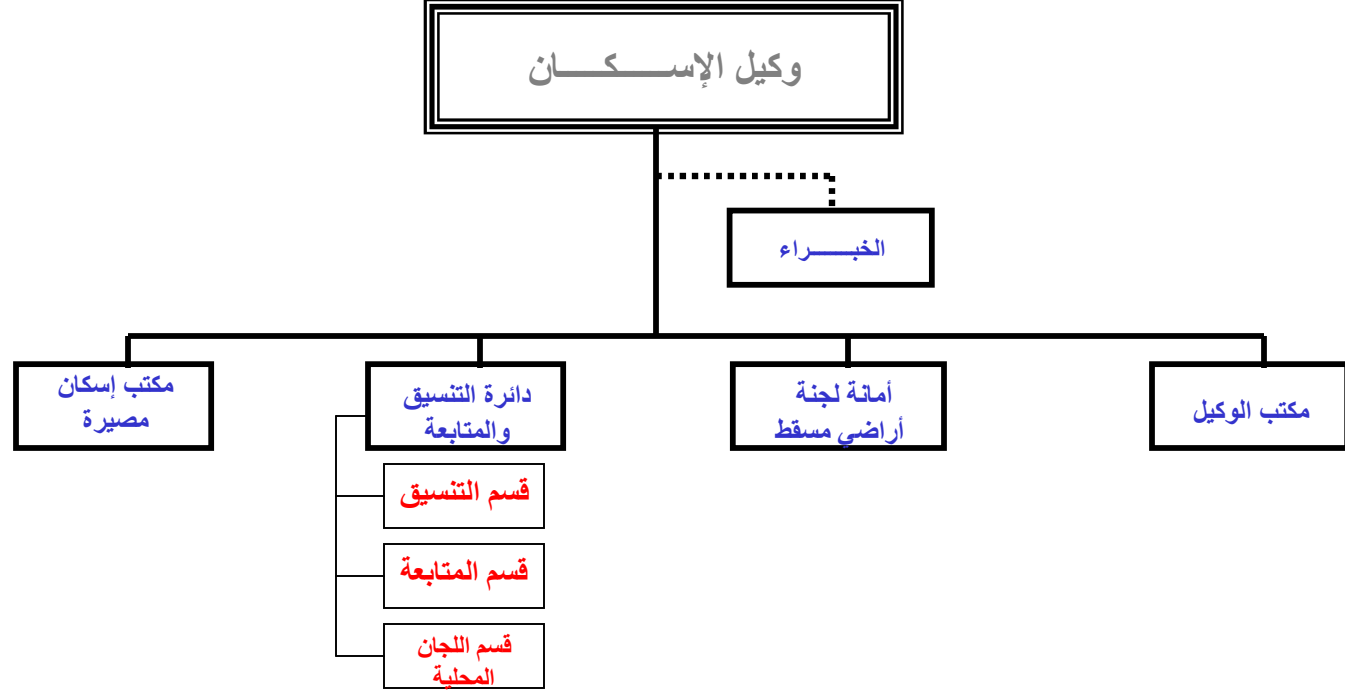 وكيل الإســـــكـــــان
الخبـــــراء
مكتب الوكيل
أمانة لجنة
أراضي مسقط
دائرة التنسيق
والمتابعة
قسم التنسيق
قسم المتابعة
قسم اللجان
المحلية
مكتب إسكان
مصيرة